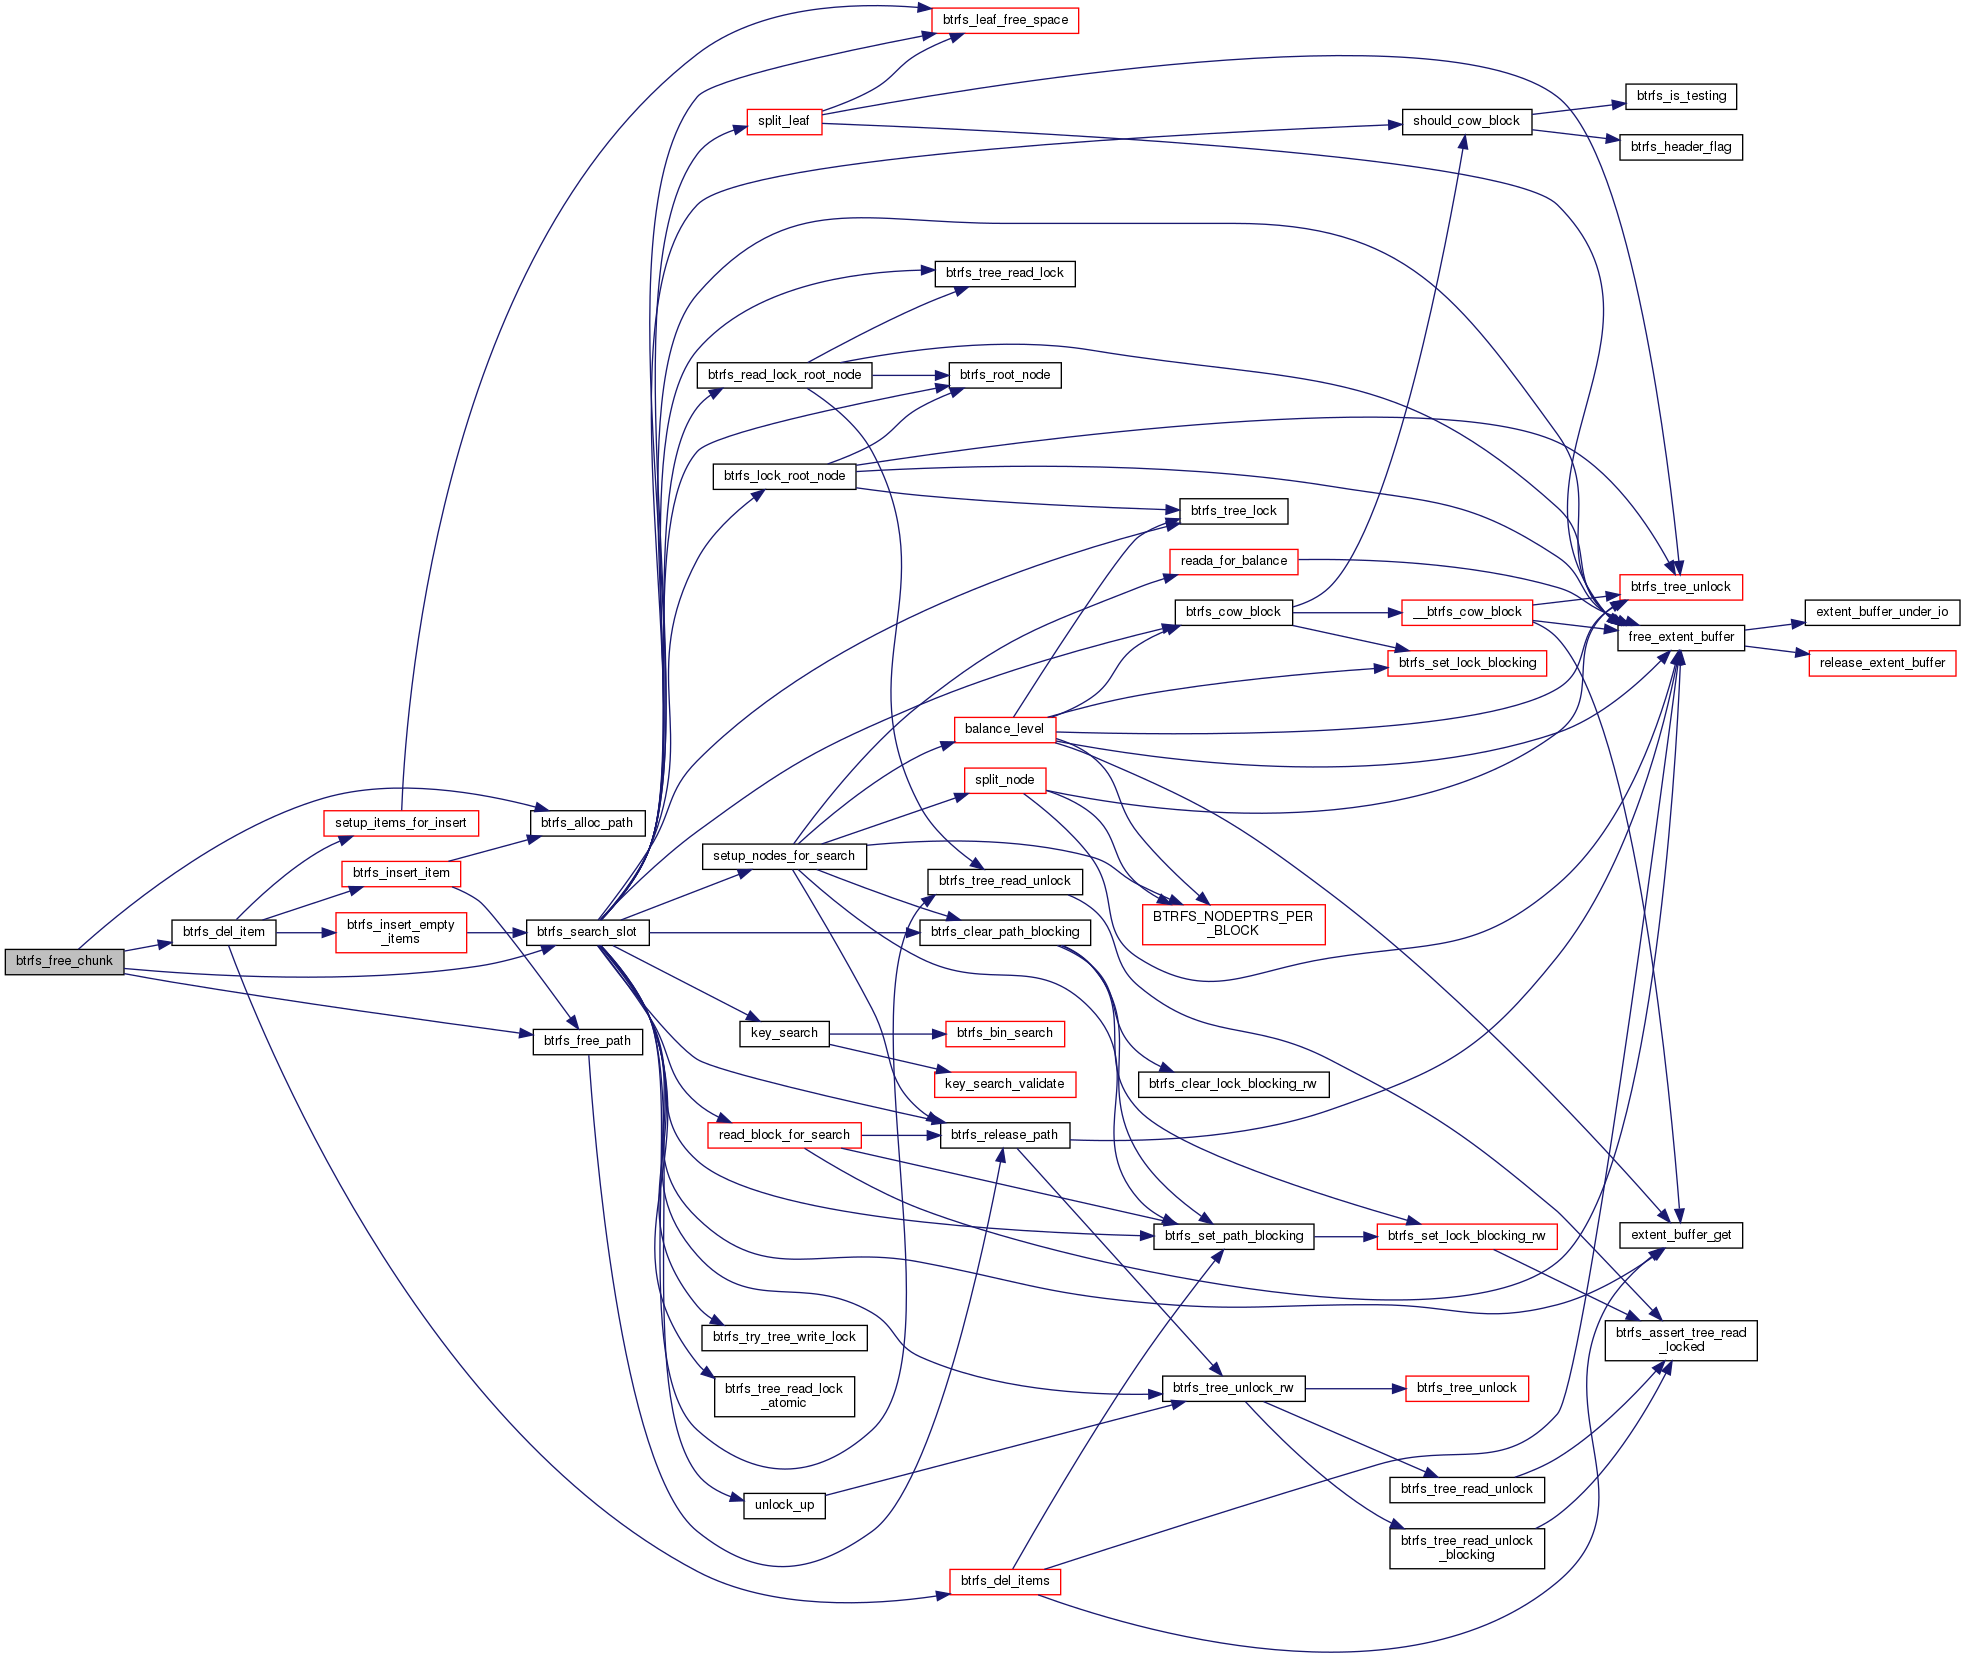 btrfs_leaf_free_space
btrfs_is_testing
split_leaf
should_cow_block
btrfs_header_flag
btrfs_tree_read_lock
btrfs_read_lock_root_node
btrfs_root_node
btrfs_lock_root_node
btrfs_tree_lock
reada_for_balance
btrfs_tree_unlock
btrfs_cow_block
__btrfs_cow_block
extent_buffer_under_io
free_extent_buffer
btrfs_set_lock_blocking
release_extent_buffer
balance_level
split_node
setup_items_for_insert
btrfs_alloc_path
setup_nodes_for_search
btrfs_insert_item
btrfs_tree_read_unlock
BTRFS_NODEPTRS_PER
_BLOCK
btrfs_del_item
btrfs_insert_empty
_items
btrfs_search_slot
btrfs_clear_path_blocking
btrfs_free_chunk
btrfs_free_path
key_search
btrfs_bin_search
key_search_validate
btrfs_clear_lock_blocking_rw
read_block_for_search
btrfs_release_path
btrfs_set_path_blocking
btrfs_set_lock_blocking_rw
extent_buffer_get
btrfs_try_tree_write_lock
btrfs_assert_tree_read
_locked
btrfs_tree_read_lock
_atomic
btrfs_tree_unlock_rw
btrfs_tree_unlock
btrfs_tree_read_unlock
unlock_up
btrfs_tree_read_unlock
_blocking
btrfs_del_items